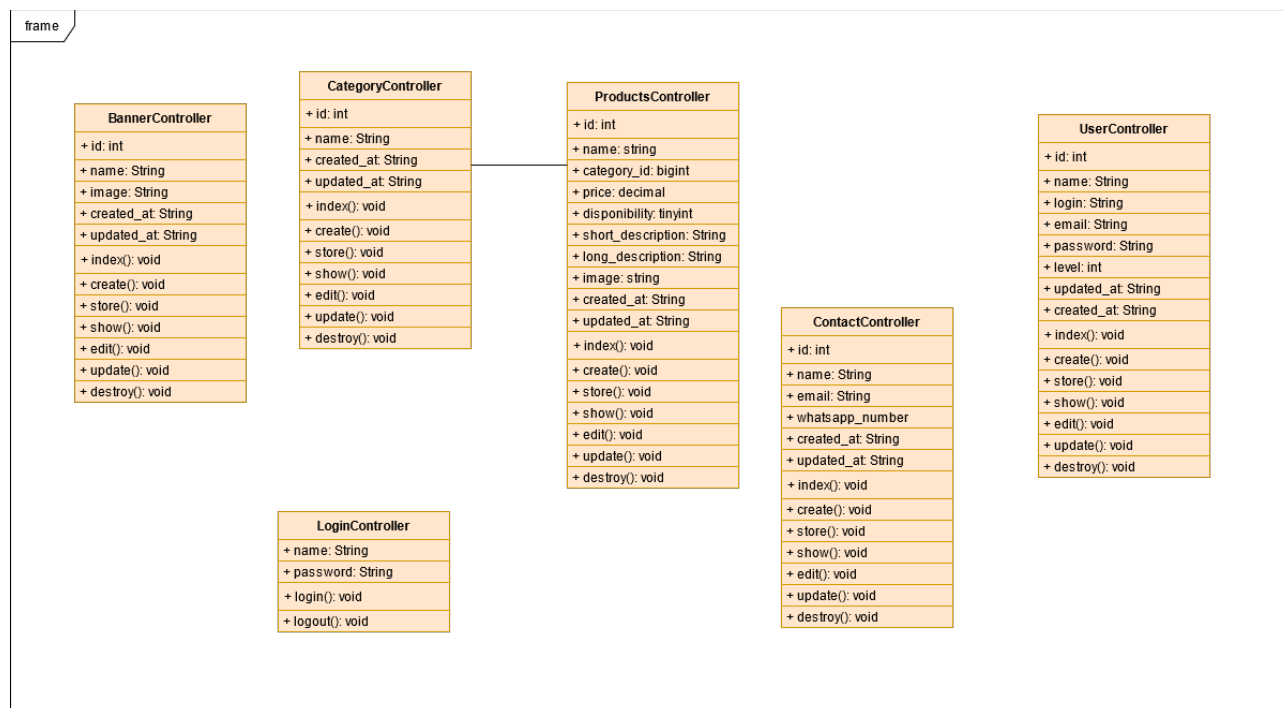 frame
BannerController
+ id: int
+ name: String
+ image: String
+ created_at: String
+ updated_at: String
+ index(): void
+ create(): void
+ store(): void
+ show(): void
+ edit(): void
+ update(): void
+ destroy(): void
CategoryController
+ id: int
+ name: String
+ created_at: String
+ updated_at: String
+ index(): void
+ create(): void
+ store(): void
+ show(): void
+ edit(): void
+ update(): void
+ destroy(): void
ProductsController
+ id: int
+ name: string
+ category_id: bigint
+ price: decimal
+ disponibility: tinyint
+ short_description: String
+ long_description: String
+ image: string
+ created_at: String
+ updated_at: String
+ index(): void
+ create(): void
+ store(): void
+ show(): void
+ edit(): void
+ update(): void
+ destroy(): void
UserController
+ id: int
+ name: String
+ login: String
+ email: String
+ password: String
+ level: int
+ updated_at: String
+ created_at: String
+ index(): void
+ create(): void
+ store(): void
+ show(): void
+ edit(): void
+ update(): void
+ destroy(): void
ContactController
+ id: int
+ name: String
+ email: String
+ whatsapp_number
+ created_at: String
+ updated_at: String
+ index(): void
+ create(): void
+ store(): void
+ show(): void
+ edit(): void
+ update(): void
+ destroy(): void
LoginController
+ name: String
+ password: String
+ login(): void
+ logout(): void